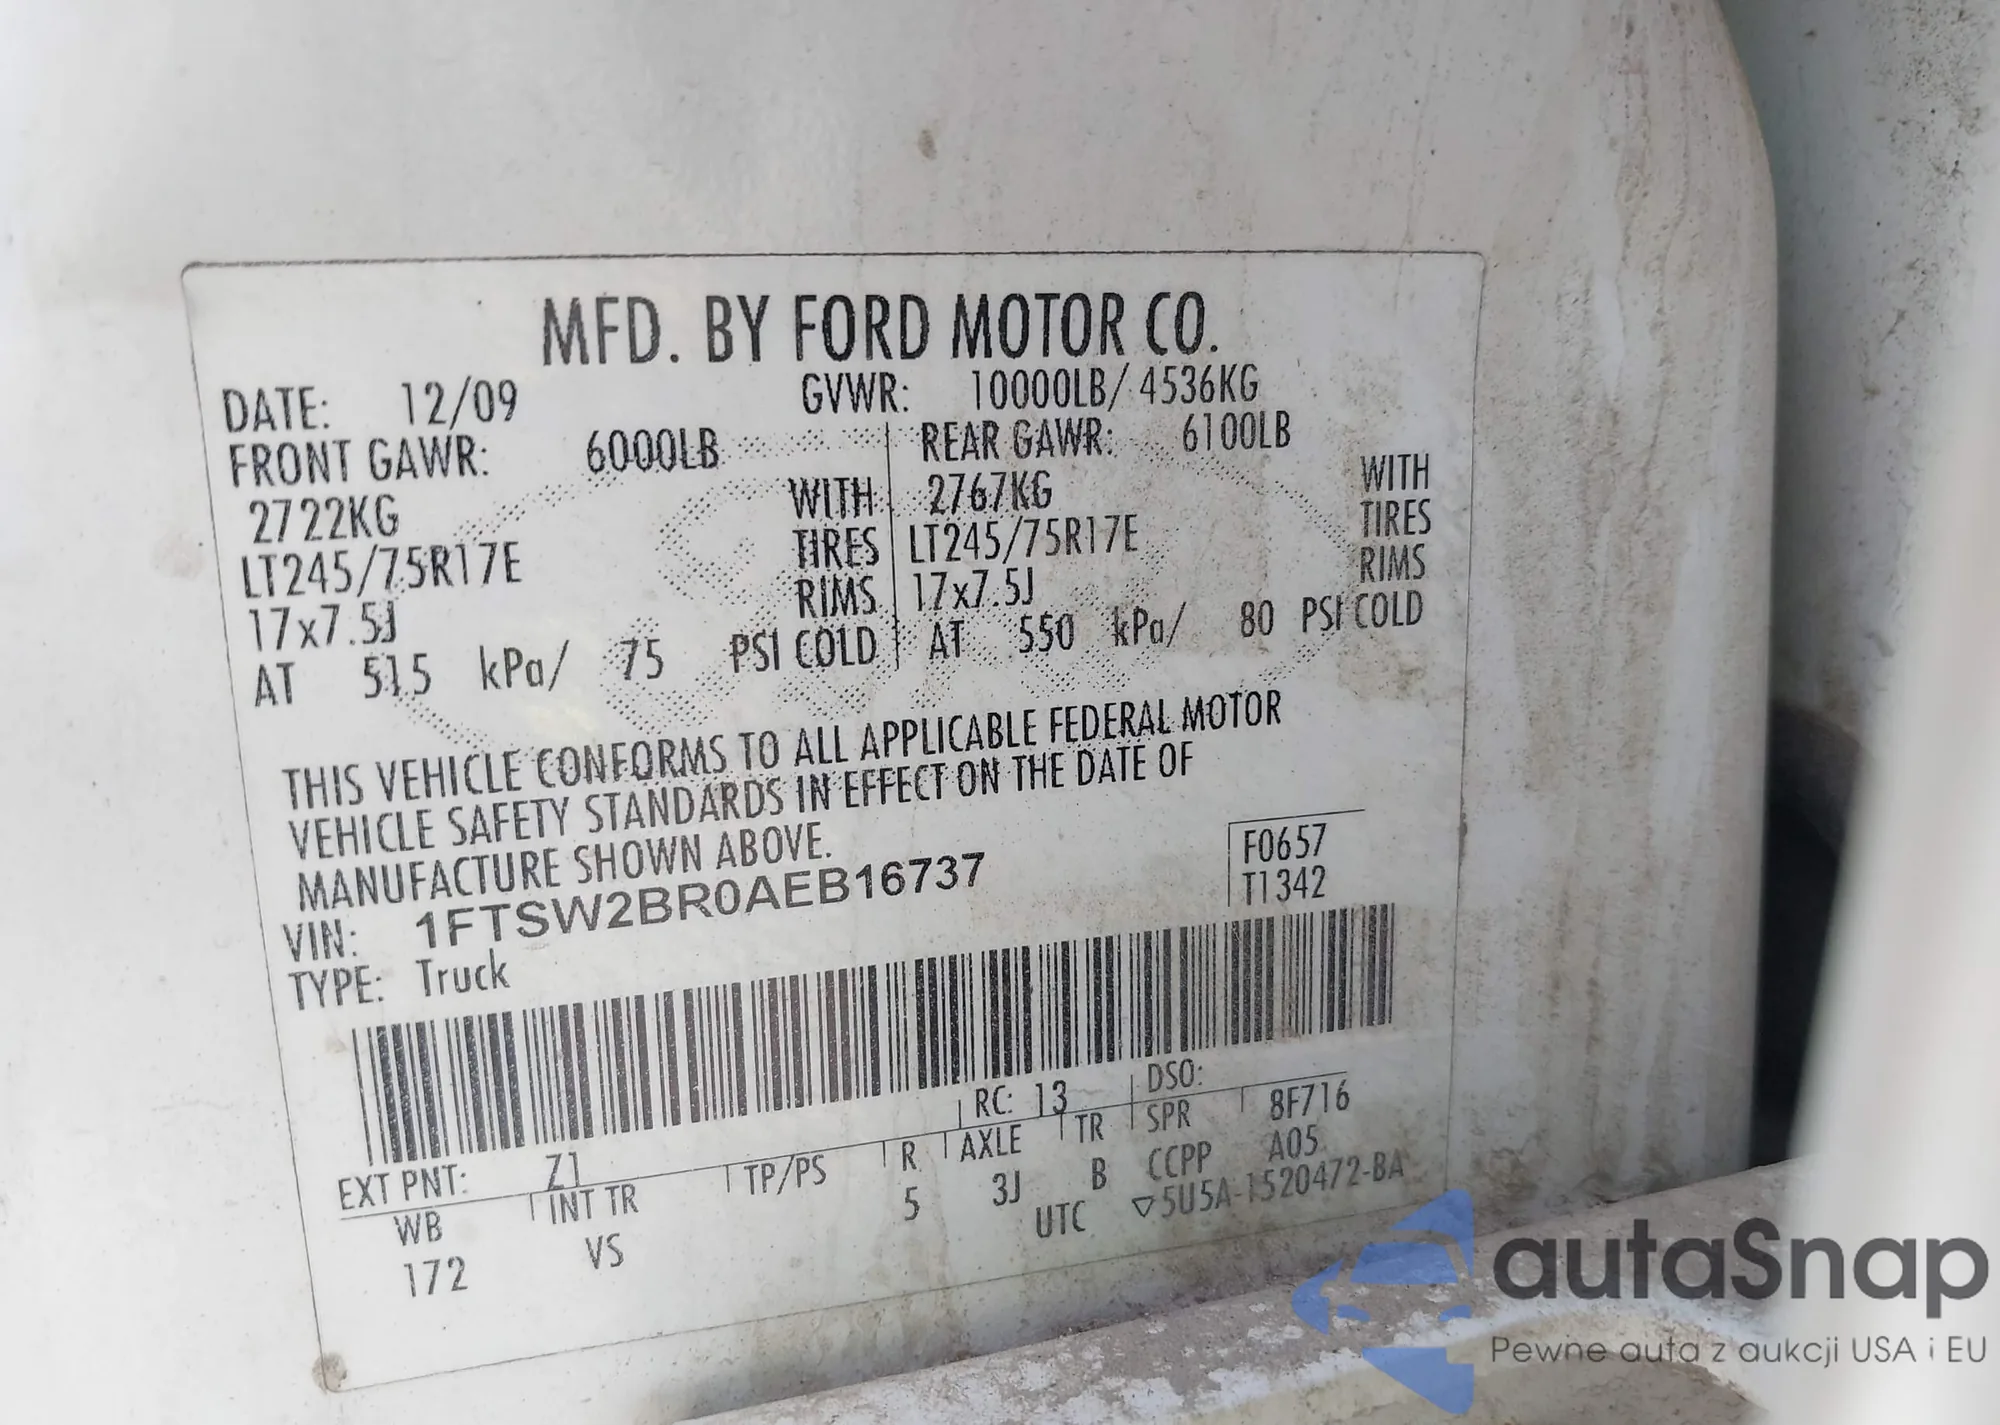 MFD. BY FORD MOTOR CO.
DATE: 12/09 GVWR: 10000LB/ 4536KG
FRONT GAWR: 6000LB REAR GAWR: 6100LB
2722KG WITH 2767KG WITH
LT245/75R17E TIRES LT245/75R17E TIRES
17x7.5J RIMS 17x7.5J RIMS
AT 515 kPa/ 75 PSI COLD AT 550 kPa/ 80 PSI COLD
THIS VEHICLE CONFORMS TO ALL APPLICABLE FEDERAL MOTOR
VEHICLE SAFETY STANDARDS IN EFFECT ON THE DATE OF
MANUFACTURE SHOWN ABOVE.
VIN: 1FTSW2BR0AEB16737 F0657
TYPE: Truck T1342
EXT PNT: Z1 RC: 13 DSO:
WB INT TR TP/PS R AXLE TR SPR 8F716
172 VS 5 3J B CCPP A05
UTC ▽5U5A-1520472-BA
autaSnap
Pewne auta z aukcji USA i EU